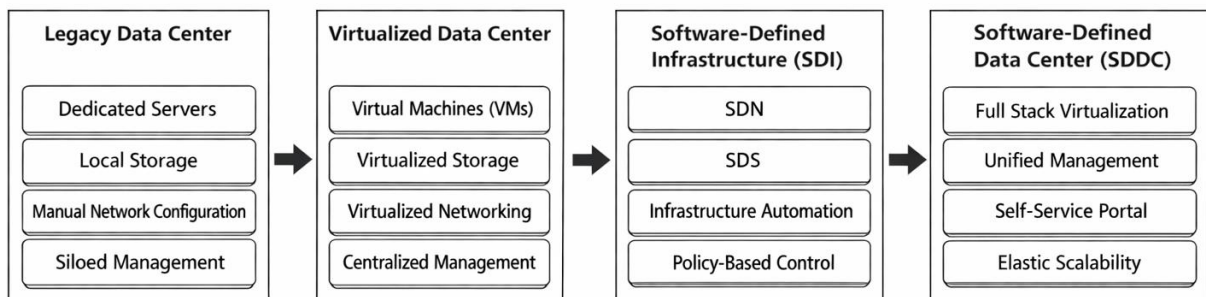 Legacy Data Center
Dedicated Servers
Local Storage
Manual Network Configuration
Siloed Management
Virtualized Data Center
Virtual Machines (VMs)
Virtualized Storage
Virtualized Networking
Centralized Management
Software-Defined
Infrastructure (SDI)
SDN
SDS
Infrastructure Automation
Policy-Based Control
Software-Defined
Data Center (SDDC)
Full Stack Virtualization
Unified Management
Self-Service Portal
Elastic Scalability